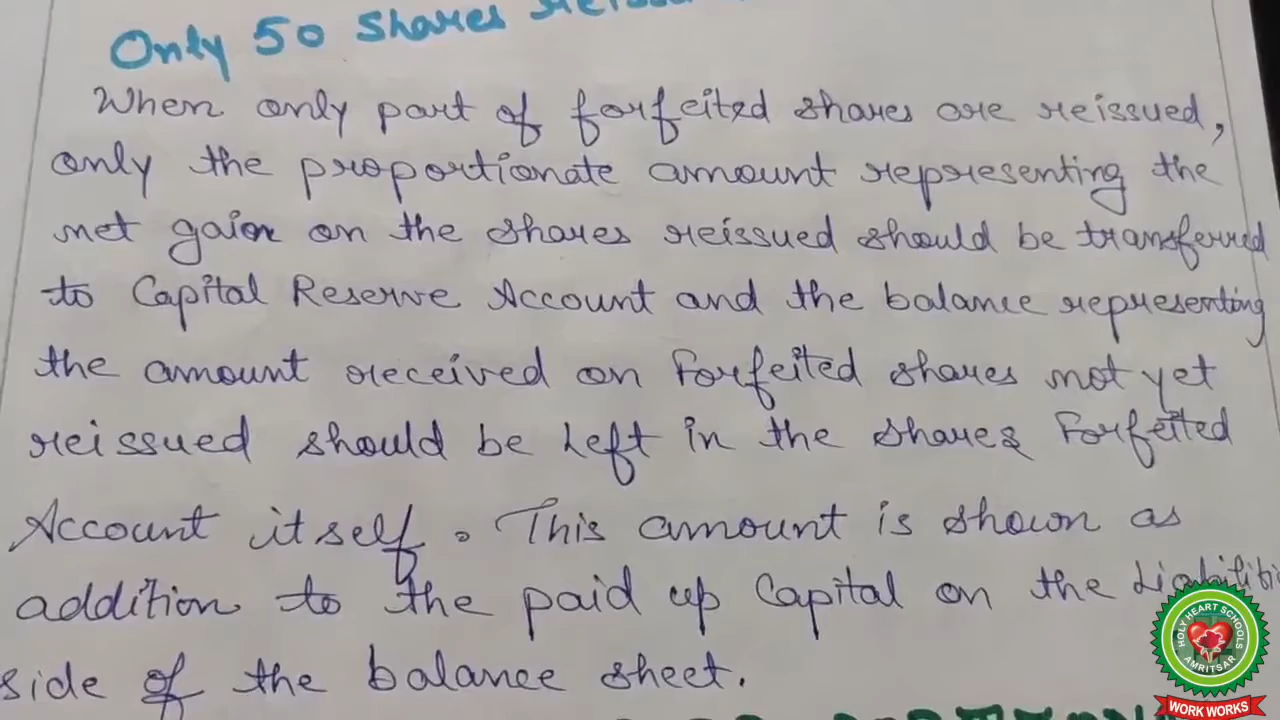 Only 50 Shares
When only part of forfeited shares are reissued,
only the proportionate amount representing the
net gain on the shares reissued should be transferred
to Capital Reserve Account and the balance representing
the amount received on Forfeited shares not yet
reissued should be Left in the shares Forfeited
Account itself. This amount is shown as
addition to the paid up Capital on the
side of the balance sheet.
HOLY HEART SCHOOLS
AMRITSAR
WORK WORKS